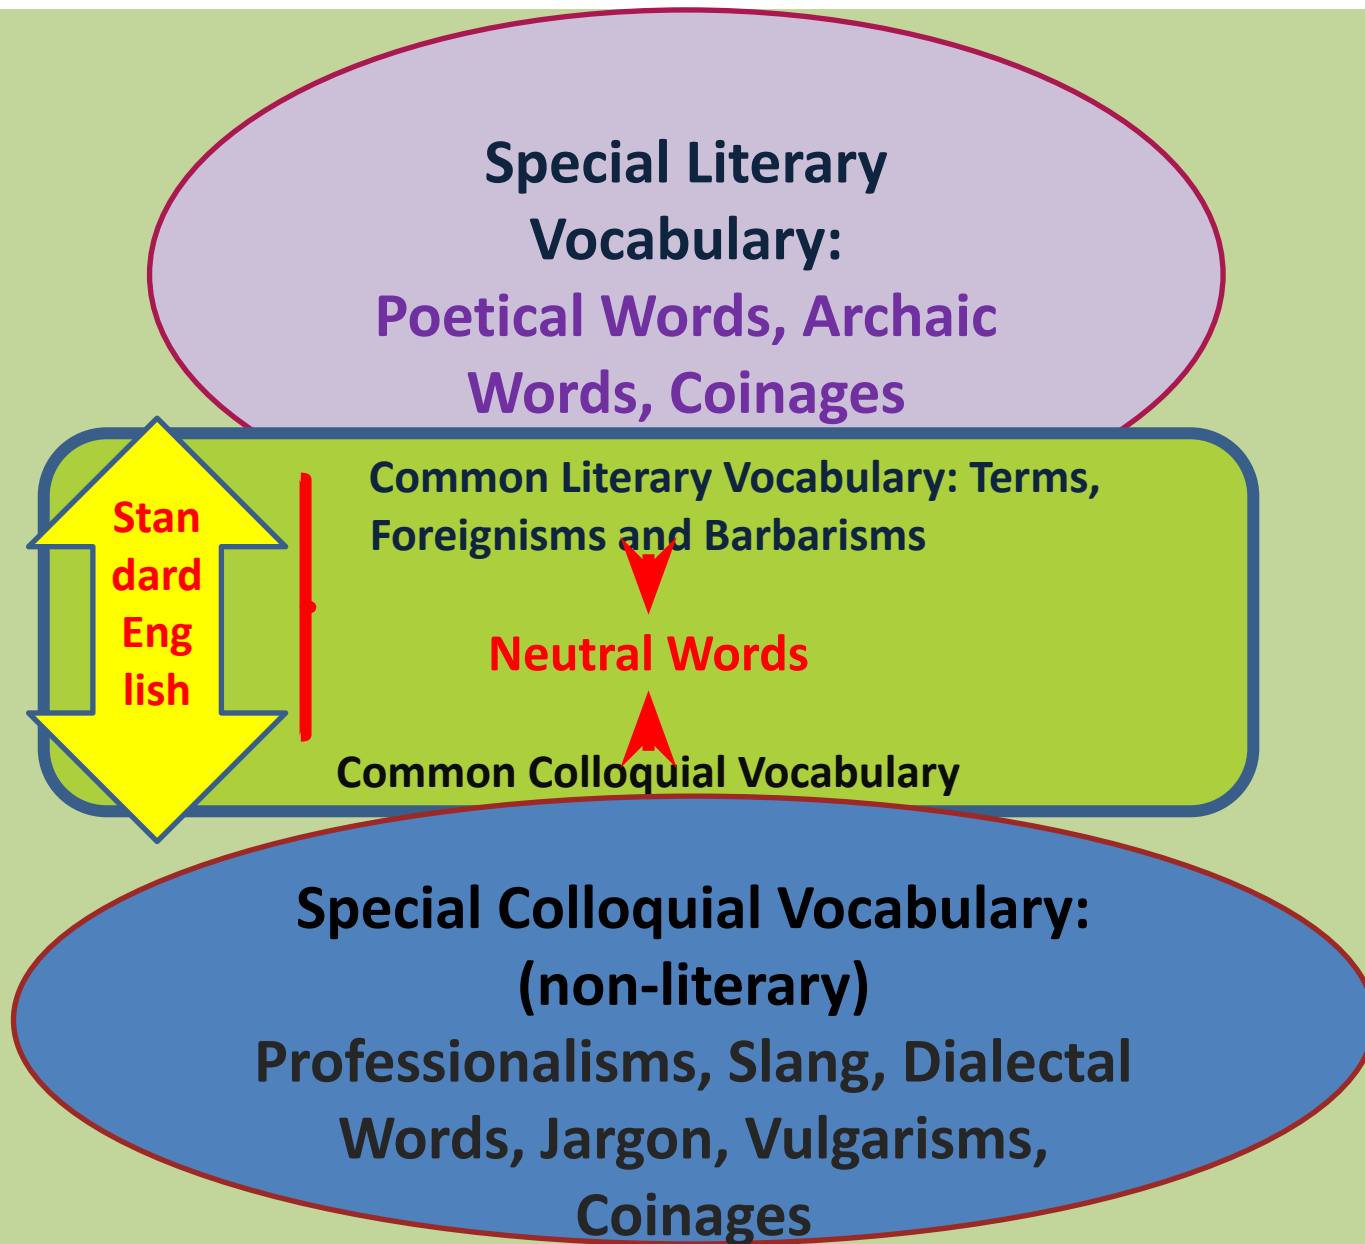 Special Literary
Vocabulary:
Poetical Words, Archaic
Words, Coinages
Common Literary Vocabulary: Terms,
Foreignisms and Barbarisms
Stan
dard
Eng
lish
Neutral Words
Common Colloquial Vocabulary
Special Colloquial Vocabulary:
(non-literary)
Professionalisms, Slang, Dialectal
Words, Jargon, Vulgarisms,
Coinages